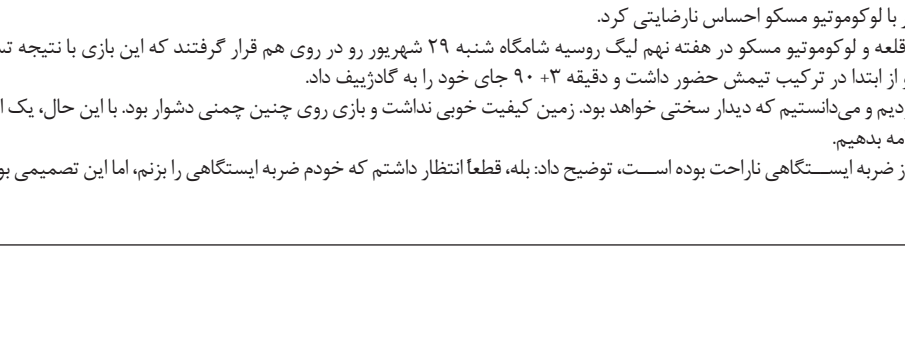 با لوکوموتیو مسکو احساس نارضایتی کرد.
قلعه و لوکوموتیو مسکو در هفته نهم لیگ روسیه شامگاه شنبه ۲۹ شهریور رو در روی هم قرار گرفتند که این بازی با نتیجه
از ابتدا در ترکیب تیمش حضور داشت و دقیقه ۳+ ۹۰ جای خود را به گادژییف داد.
و می‌دانستیم که دیدار سختی خواهد بود. زمین کیفیت خوبی نداشت و بازی روی چنین چمنی دشوار بود. با این حال، یک
بدهیم.
ضربه ایستگاهی ناراحت بوده است، توضیح داد: بله، قطعاً انتظار داشتم که خودم ضربه ایستگاهی را بزنم، اما این تصمیمی